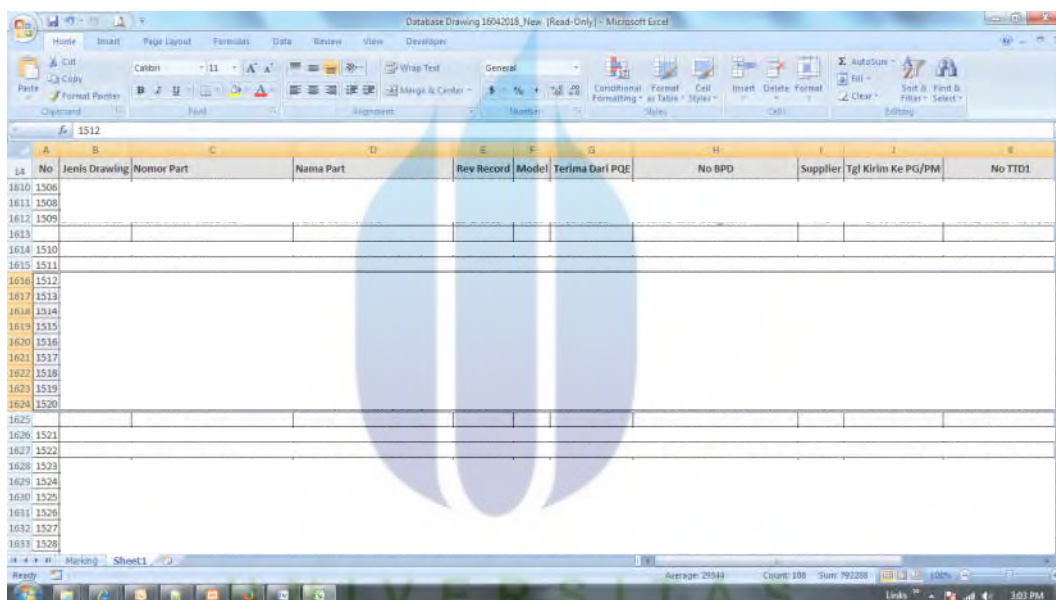 Database Drawing 16042018_New [Read-Only] - Microsoft Excel
Home Insert Page Layout Formulas Data Review View Developer
Paste
Cut
Copy
Format Painter
Clipboard
Calibri 11
Font
Wrap Text
Merge & Center
Alignment
General
Number
Conditional Formatting
Format as Table
Cell Styles
Styles
Insert Delete Format
Cells
AutoSum
Fill
Clear
Sort & Filter
Find & Select
Editing
1512
A B C D E F G H I J K
14 No Jenis Drawing Nomor Part Nama Part Rev Record Model Terima Dari PQE No BPD Supplier Tgl Kirim Ke PG/PM No TTD1
1610 1506
1611 1508
1612 1509
1613
1614 1510
1615 1511
1616 1512
1617 1513
1618 1514
1619 1515
1620 1516
1621 1517
1622 1518
1623 1519
1624 1520
1625
1626 1521
1627 1522
1628 1523
1629 1524
1630 1525
1631 1526
1632 1527
1633 1528
Marking Sheet1
Ready Average: 29344 Count: 108 Sum: 792288 100%
UNIVERSITAS
Links 3:03 PM